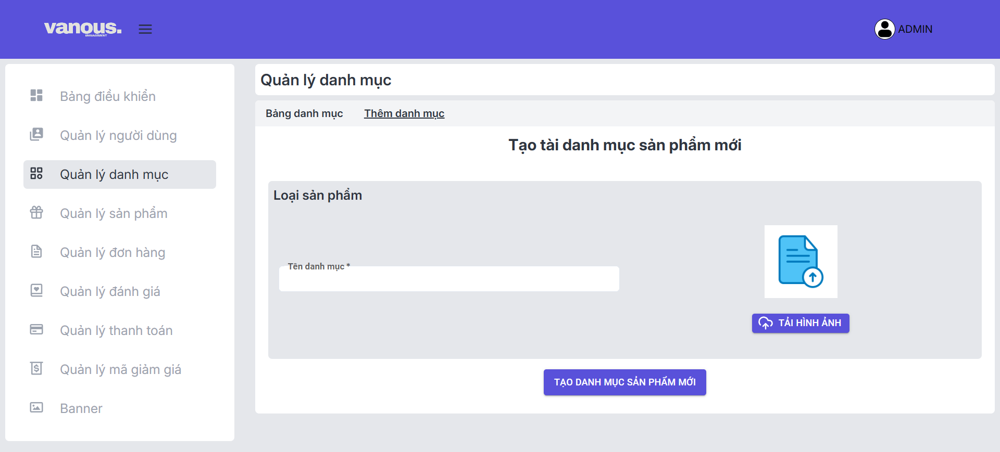 vanous.
MANAGEMENT
ADMIN
Bảng điều khiển
Quản lý người dùng
Quản lý danh mục
Quản lý sản phẩm
Quản lý đơn hàng
Quản lý đánh giá
Quản lý thanh toán
Quản lý mã giảm giá
Banner
Quản lý danh mục
Bảng danh mục
Thêm danh mục
Tạo tài danh mục sản phẩm mới
Loại sản phẩm
Tên danh mục *
TẢI HÌNH ẢNH
TẠO DANH MỤC SẢN PHẨM MỚI